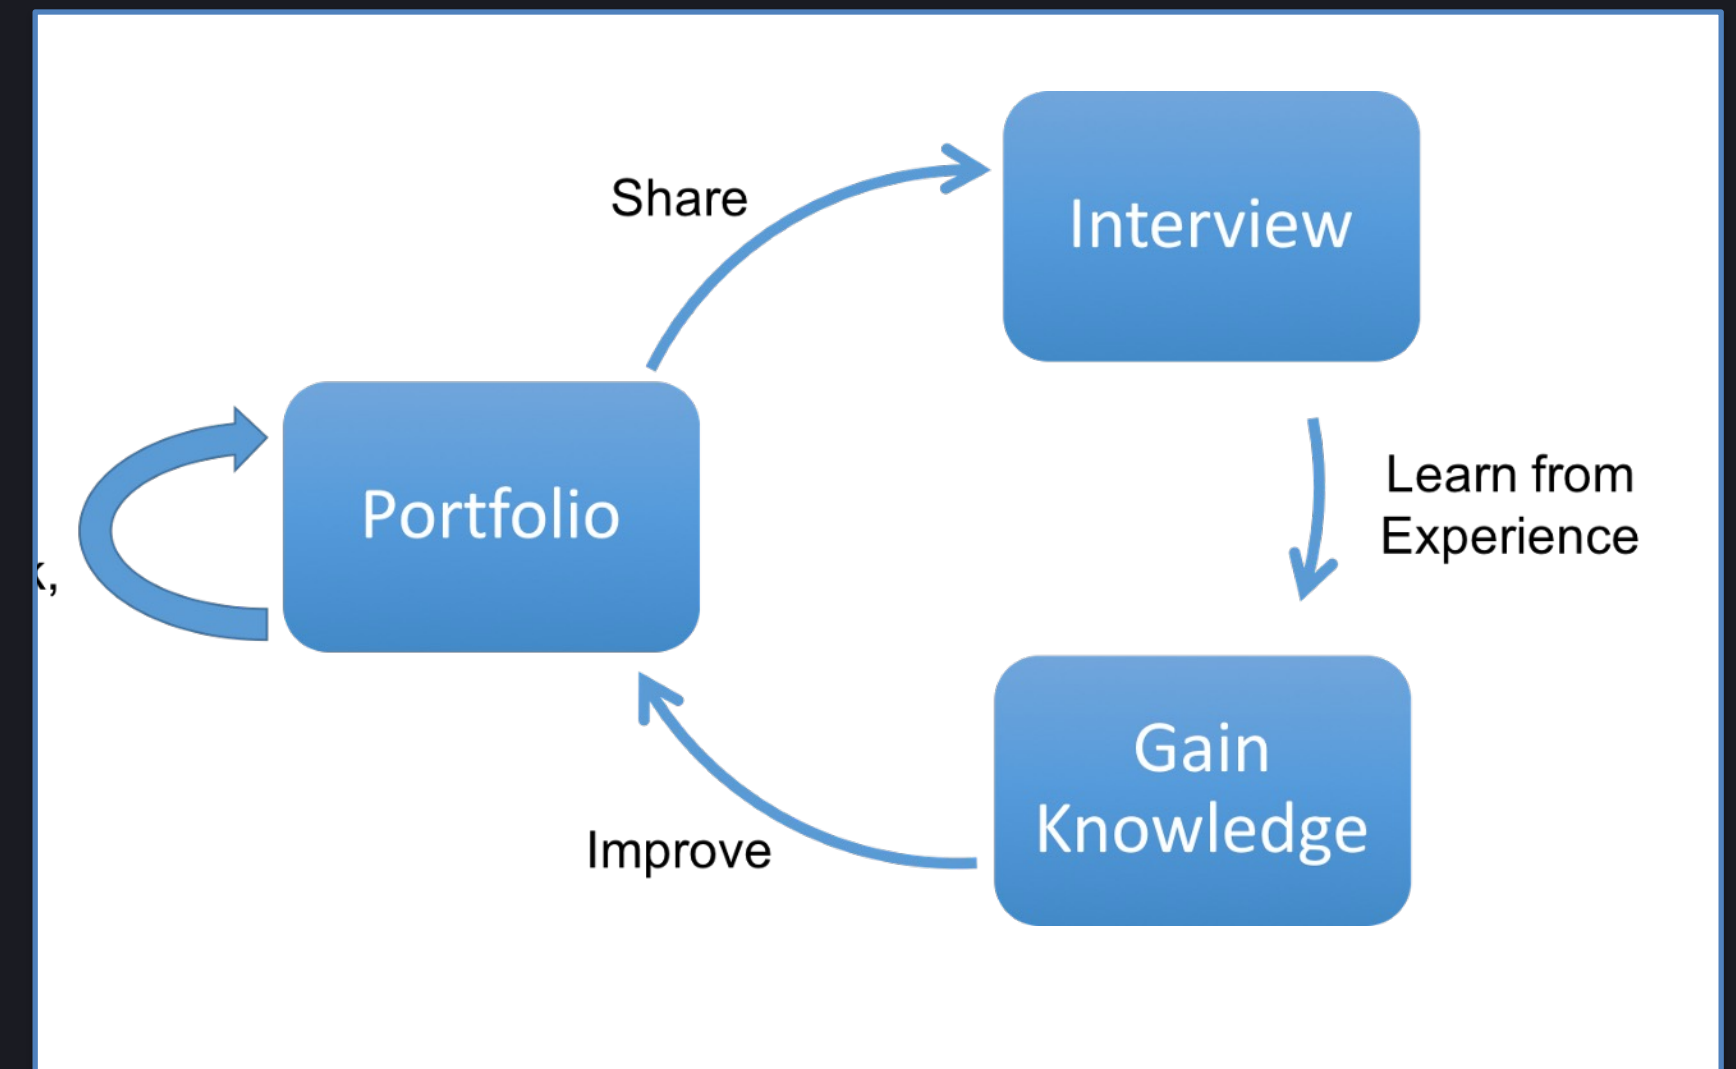 Share
Interview
Portfolio
Learn from
Experience
Gain
Knowledge
Improve